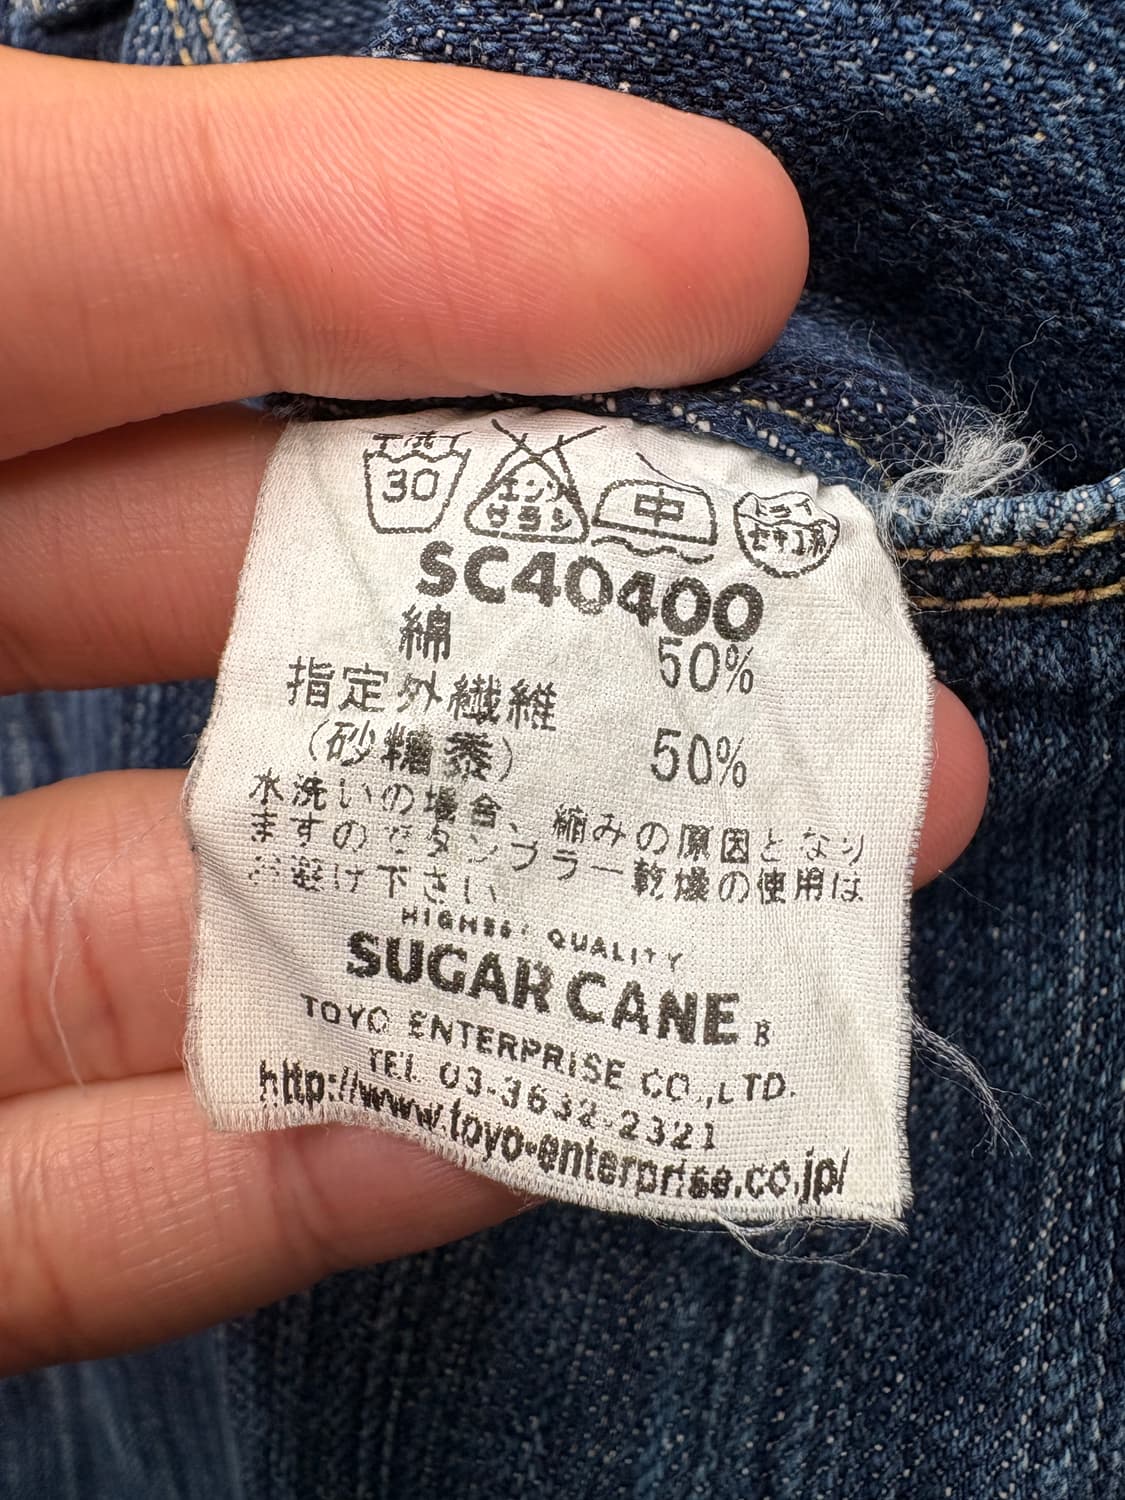 手洗イ
30
エンソ
サラシ
中
ドライ
セキユ系
SC40400
綿 50%
指定外繊維
(砂糖黍) 50%
水洗いの場合、縮みの原因となり
ますのでタンブラー乾燥の使用は
お避け下さい
HIGHEST QUALITY
SUGAR CANE ®
TOYO ENTERPRISE CO.,LTD.
TEL 03-3632-2321
http://www.toyo-enterprise.co.jp/